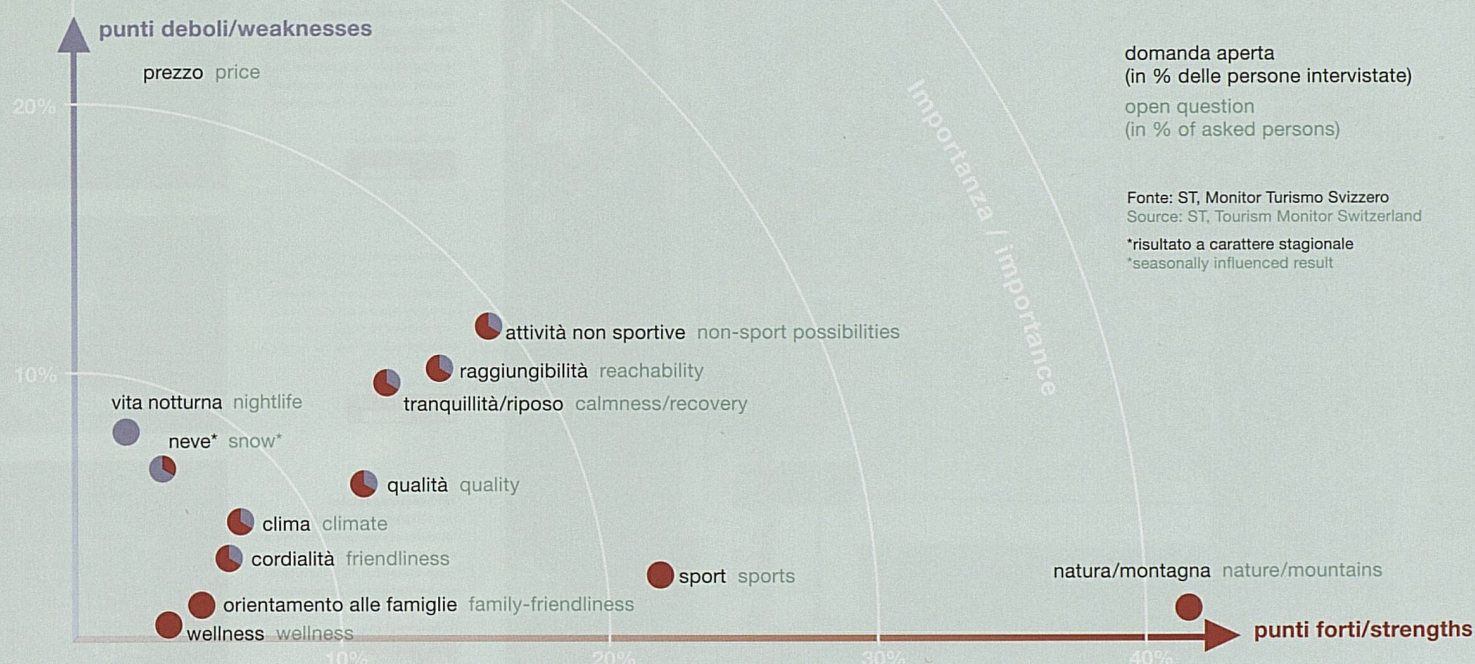 punti deboli/weaknesses
prezzo price
20%
domanda aperta
(in % delle persone intervistate)
open question
(in % of asked persons)
Importanza / importance
Fonte: ST, Monitor Turismo Svizzero
Source: ST, Tourism Monitor Switzerland
*risultato a carattere stagionale
*seasonally influenced result
attività non sportive non-sport possibilities
raggiungibilità reachability
10%
tranquillità/riposo calmness/recovery
vita notturna nightlife
neve* snow*
qualità quality
clima climate
cordialità friendliness
natura/montagna nature/mountains
sport sports
orientamento alle famiglie family-friendliness
wellness wellness
punti forti/strengths
10% 20% 30% 40%